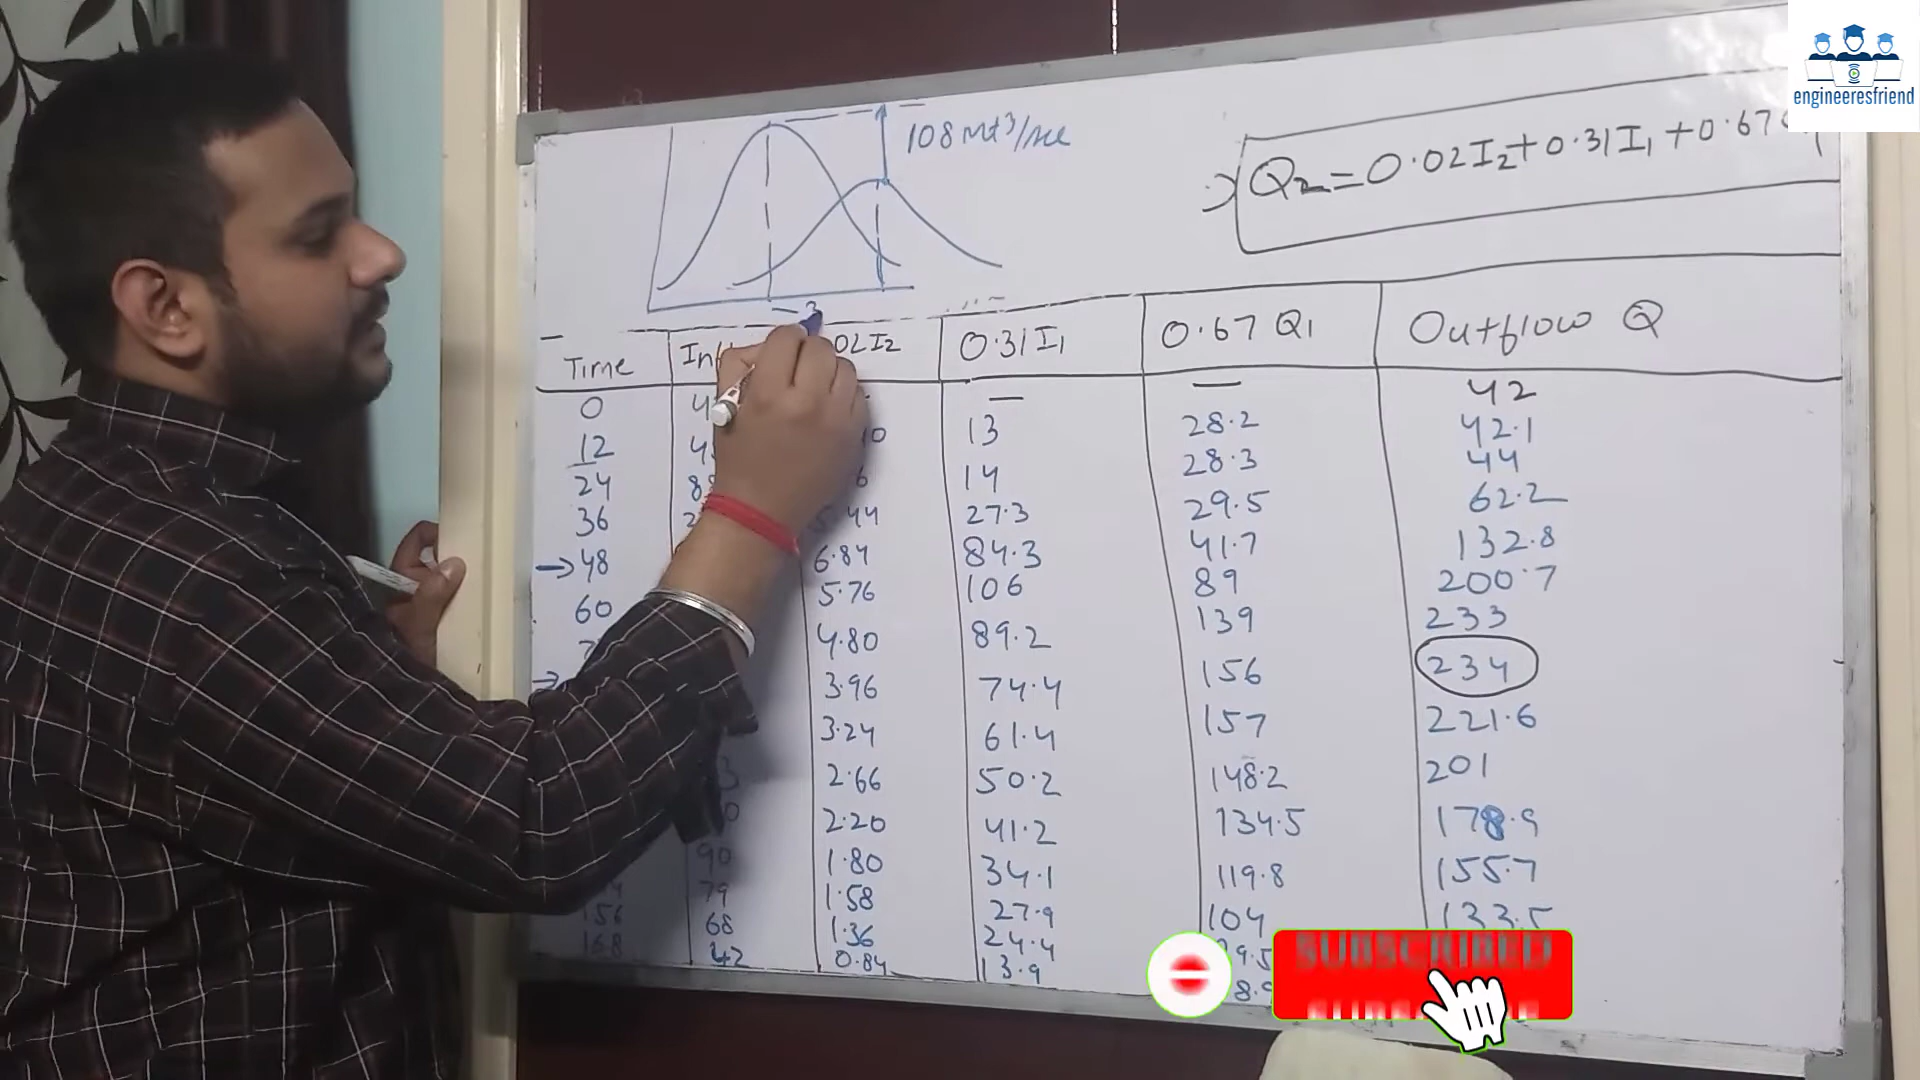 engineeresfriend
108 mt³/sec
Q₂ = 0.02I₂ + 0.31I₁ + 0.67
3
Time 02I₂ 0.31I₁ 0.67 Q₁ Outflow Q
0 — — 42
12 13 28.2 42.1
24 14 28.3 44
36 27.3 29.5 62.2
→48 6.84 84.3 41.7 132.8
60 5.76 106 89 200.7
4.80 89.2 139 233
→ 3.96 74.4 156 234
3.24 61.4 157 221.6
2.66 50.2 148.2 201
2.20 41.2 134.5 178.9
90 1.80 34.1 119.8 155.7
79 1.58 27.9 104 133.5
156 68 1.36 24.4
168 42 0.84 13.9
SUBSCRIBED